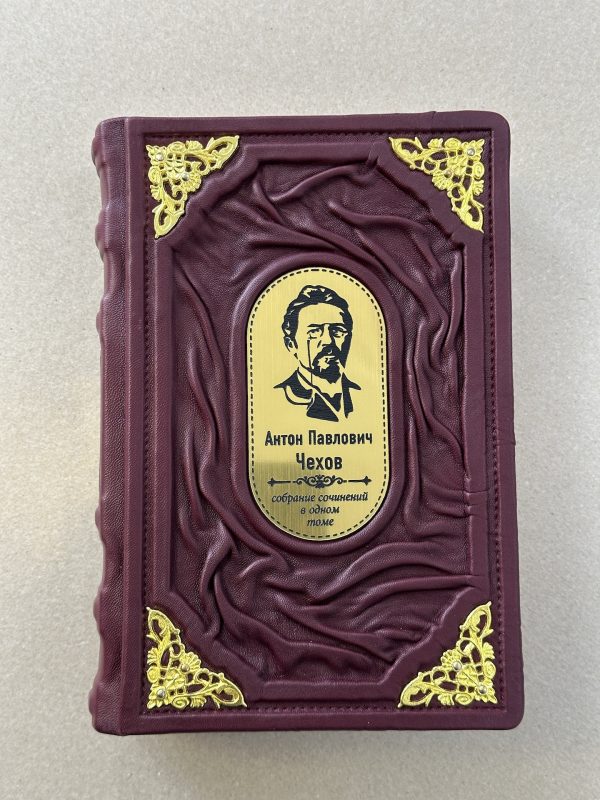 Антон Павлович
Чехов
собрание сочинений
в одном
томе